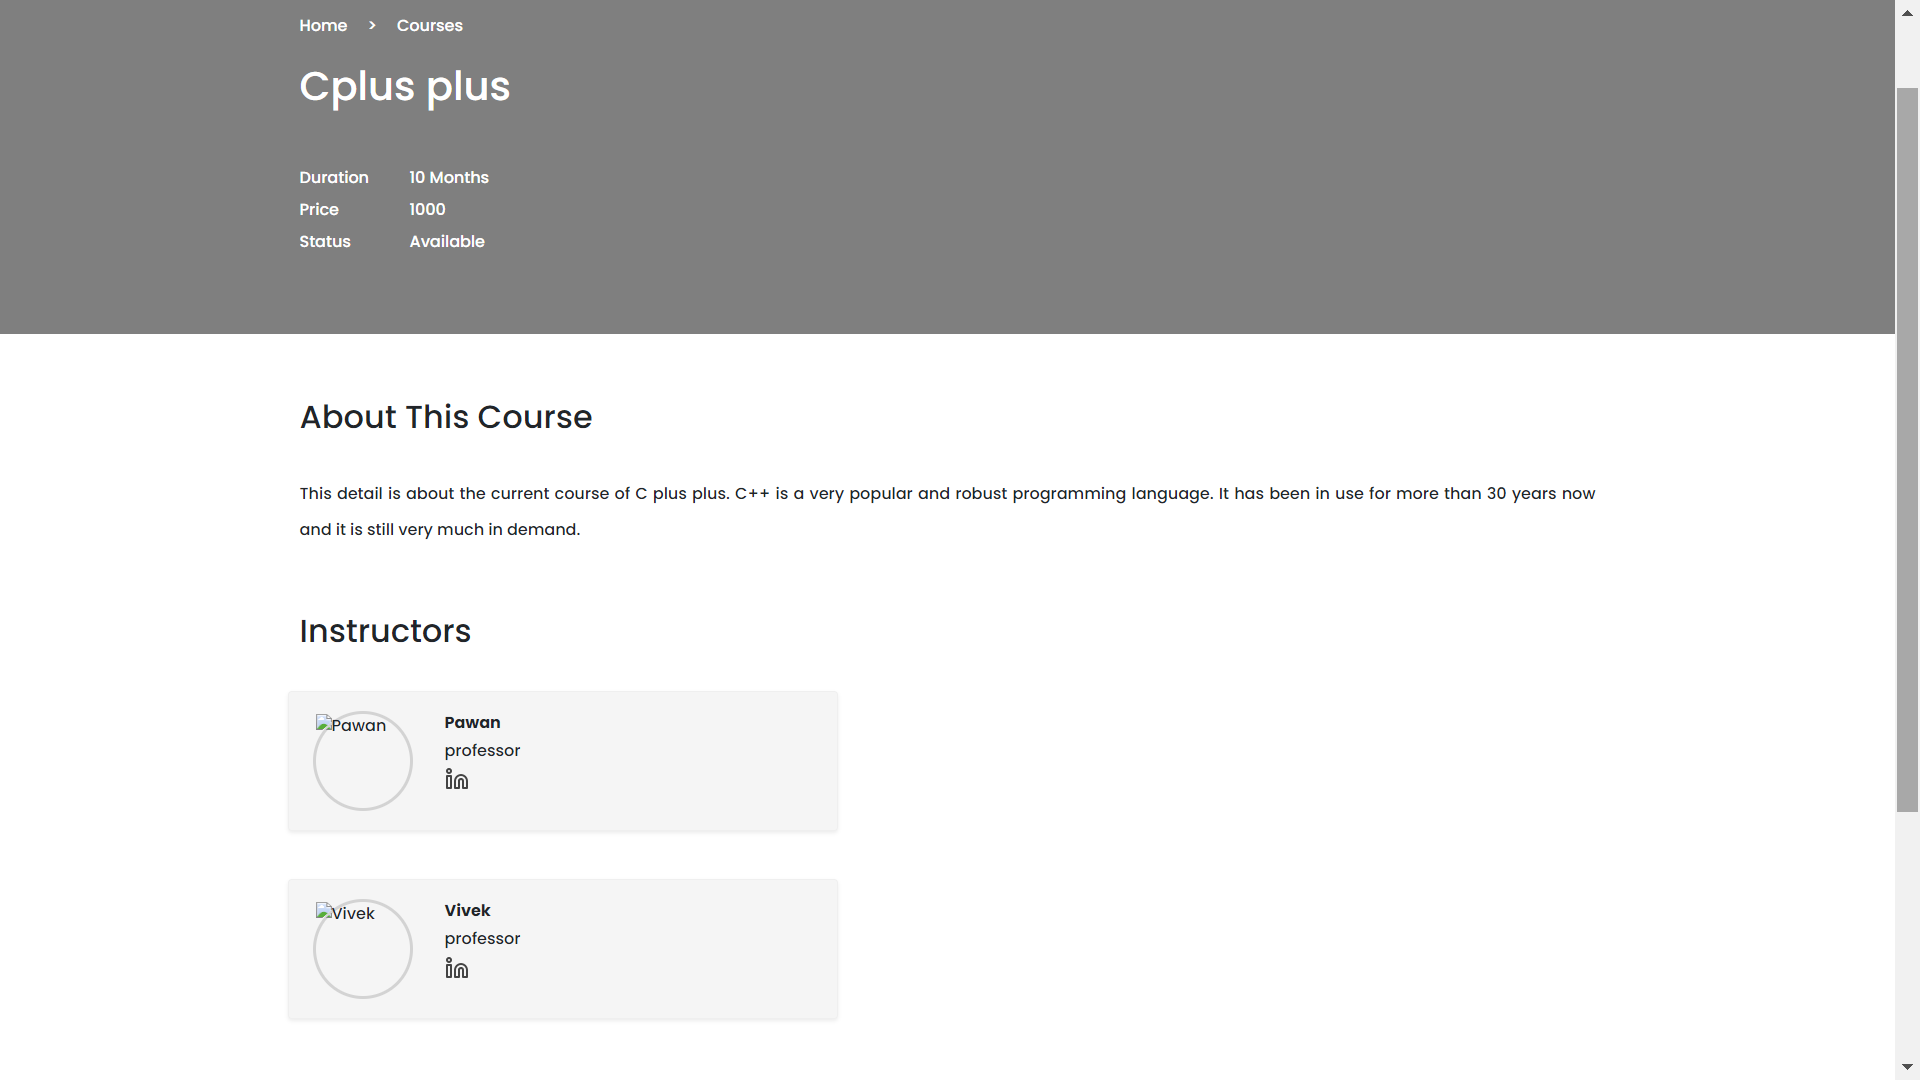 Home > Courses
Cplus plus
Duration 10 Months
Price 1000
Status Available
About This Course
This detail is about the current course of C plus plus. C++ is a very popular and robust programming language. It has been in use for more than 30 years now
and it is still very much in demand.
Instructors
Pawan
Pawan
professor
in
Vivek
Vivek
professor
in